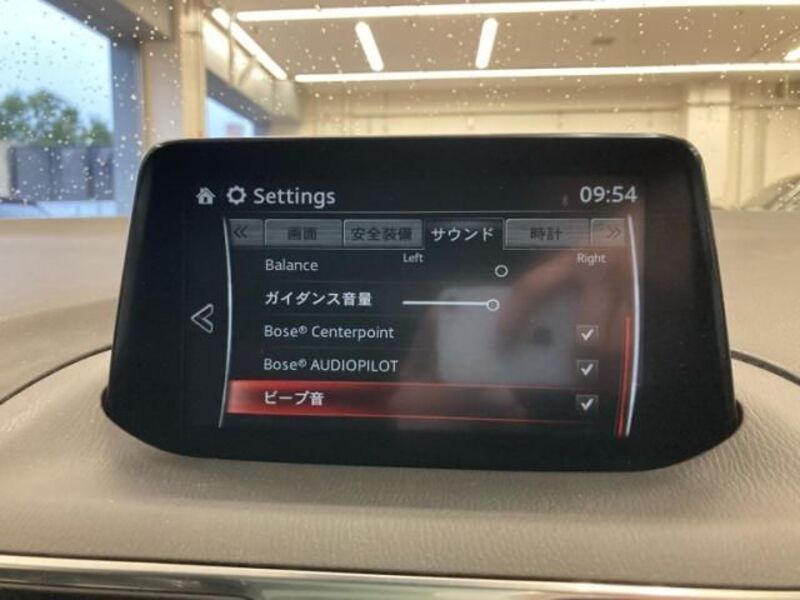 Settings 09:54
画面 安全装備 サウンド 時計
Balance Left Right
ガイダンス音量
Bose® Centerpoint
Bose® AUDIOPILOT
ビープ音